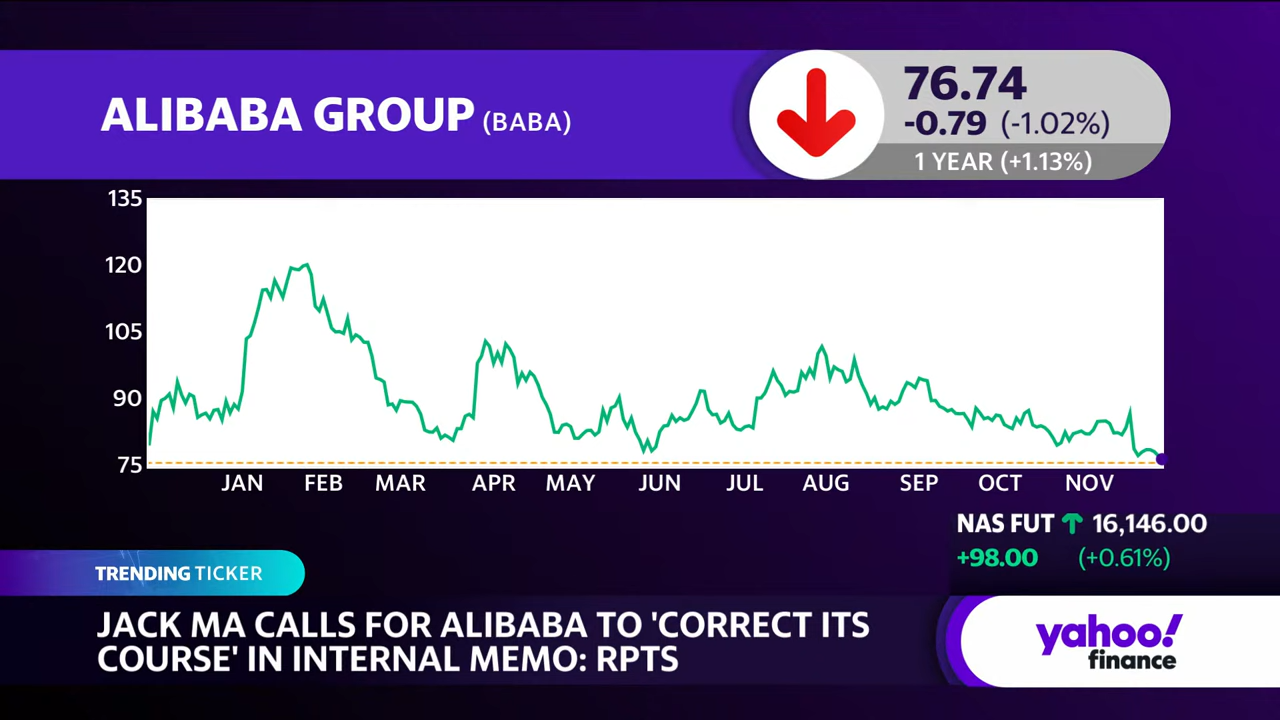 ALIBABA GROUP (BABA)
76.74
-0.79 (-1.02%)
1 YEAR (+1.13%)
135
120
105
90
75
JAN FEB MAR APR MAY JUN JUL AUG SEP OCT NOV
NAS FUT 16,146.00
+98.00 (+0.61%)
TRENDING TICKER
JACK MA CALLS FOR ALIBABA TO 'CORRECT ITS
COURSE' IN INTERNAL MEMO: RPTS
yahoo!
finance